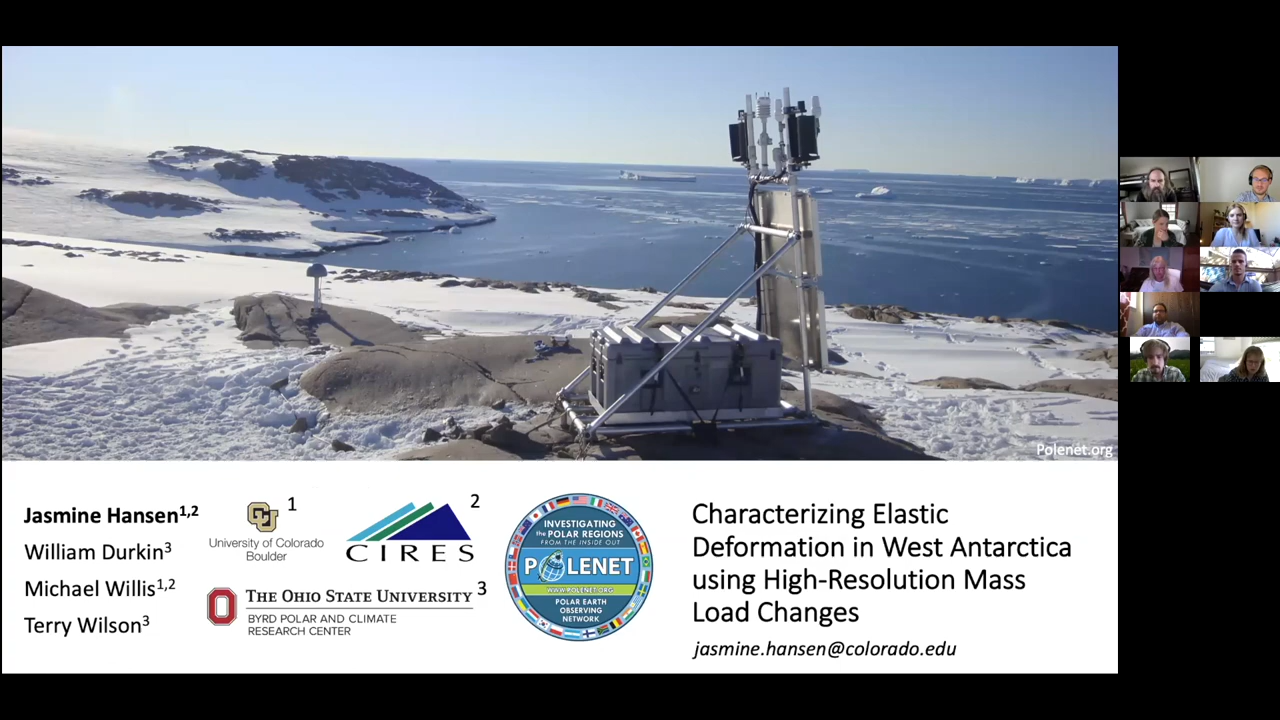 Polenet.org
Jasmine Hansen1,2
William Durkin3
Michael Willis1,2
Terry Wilson3
1
University of Colorado
Boulder
2
CIRES
3
THE OHIO STATE UNIVERSITY
BYRD POLAR AND CLIMATE
RESEARCH CENTER
INVESTIGATING
the POLAR REGIONS
FROM THE INSIDE OUT
POLENET
WWW.POLENET.ORG
POLAR EARTH
OBSERVING
NETWORK
Characterizing Elastic
Deformation in West Antarctica
using High-Resolution Mass
Load Changes
jasmine.hansen@colorado.edu